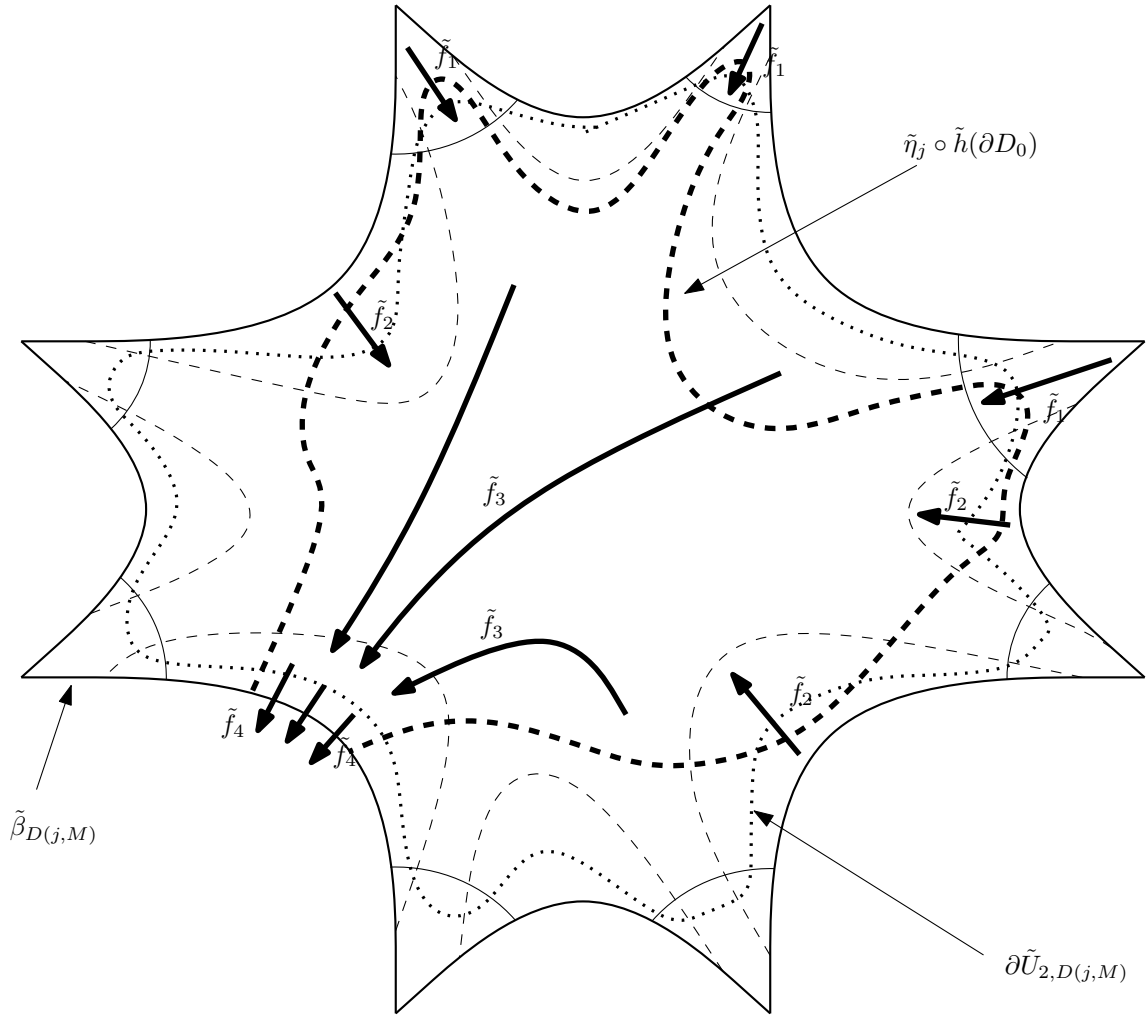 f̃₁
f̃₁
η̃ⱼ ∘ h̃(∂D₀)
f̃₂
f̃₁
f̃₃
f̃₂
f̃₃
f̃₂
f̃₄
f̃₄
β̃_{D(j,M)}
∂Ũ_{2,D(j,M)}